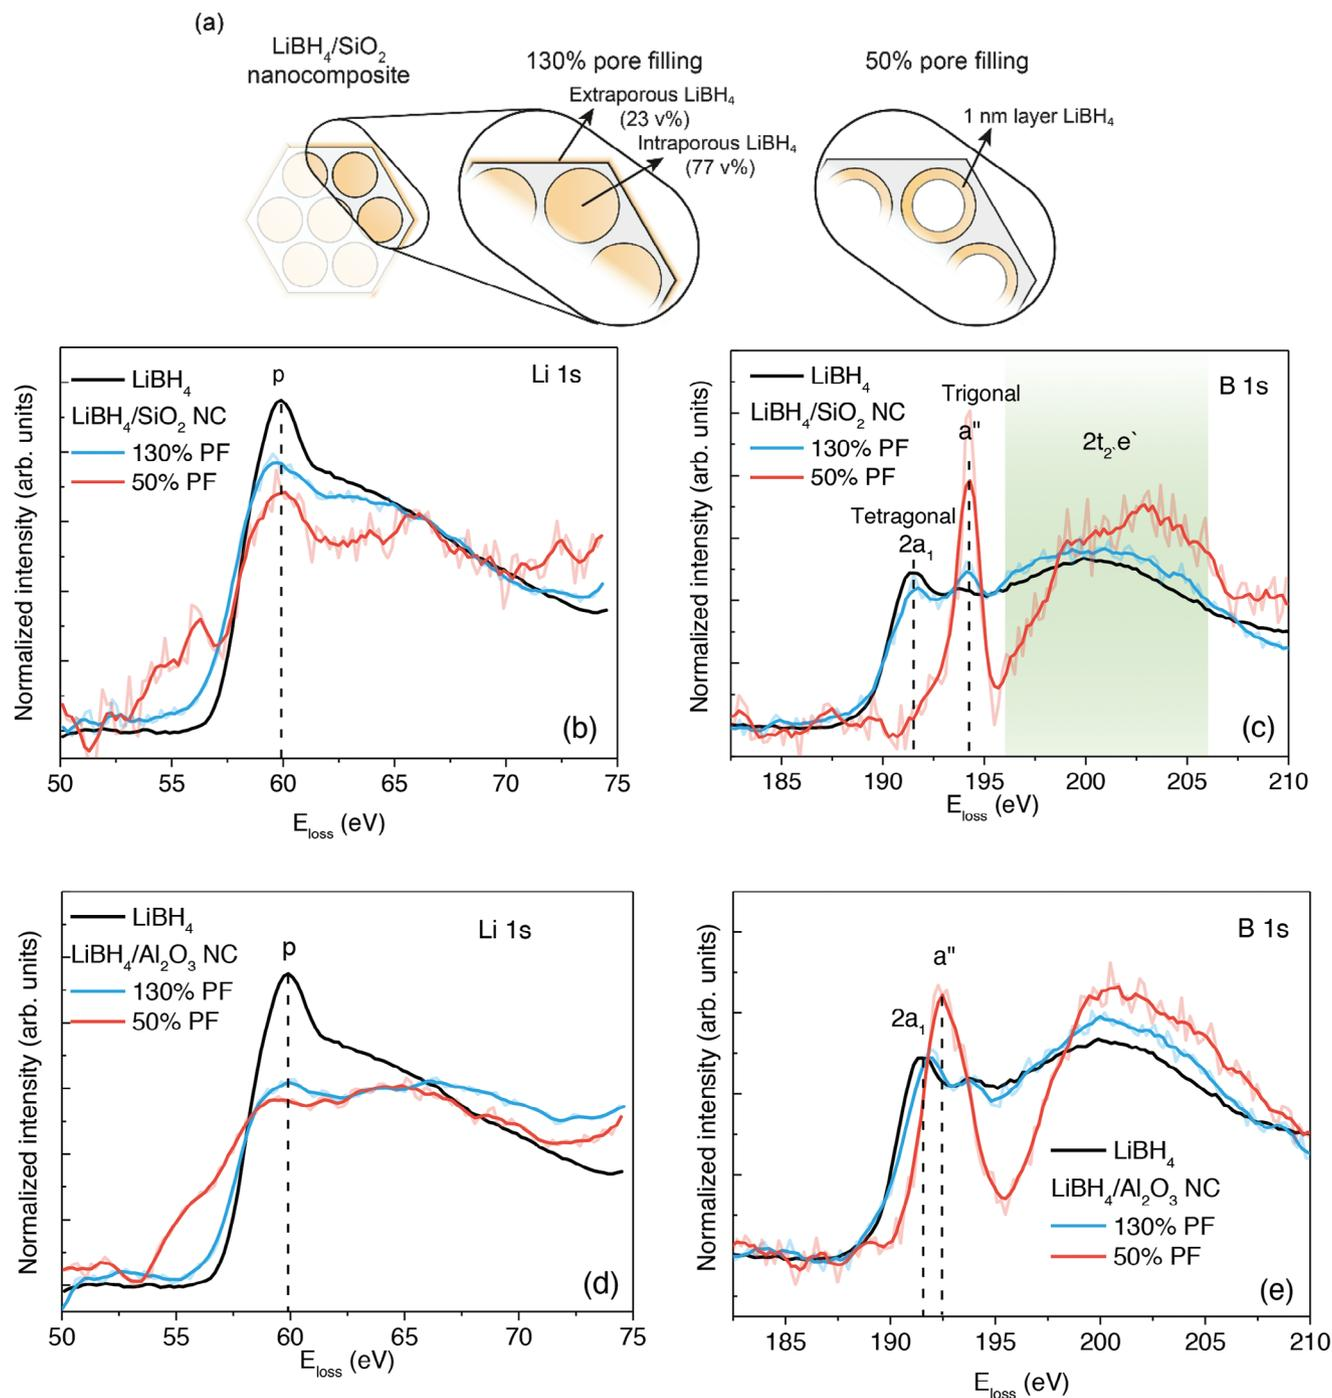 (a)
LiBH₄/SiO₂
nanocomposite
130% pore filling
50% pore filling
Extraporous LiBH₄
(23 v%)
Intraporous LiBH₄
(77 v%)
1 nm layer LiBH₄
Normalized intensity (arb. units)
LiBH₄
LiBH₄/SiO₂ NC
130% PF
50% PF
p
Li 1s
(b)
50 55 60 65 70 75
E_loss (eV)
Normalized intensity (arb. units)
LiBH₄
LiBH₄/SiO₂ NC
130% PF
50% PF
Trigonal
a"
Tetragonal
2a₁
2t₂`e`
B 1s
(c)
185 190 195 200 205 210
E_loss (eV)
Normalized intensity (arb. units)
LiBH₄
LiBH₄/Al₂O₃ NC
130% PF
50% PF
p
Li 1s
(d)
50 55 60 65 70 75
E_loss (eV)
Normalized intensity (arb. units)
a"
2a₁
B 1s
LiBH₄
LiBH₄/Al₂O₃ NC
130% PF
50% PF
(e)
185 190 195 200 205 210
E_loss (eV)